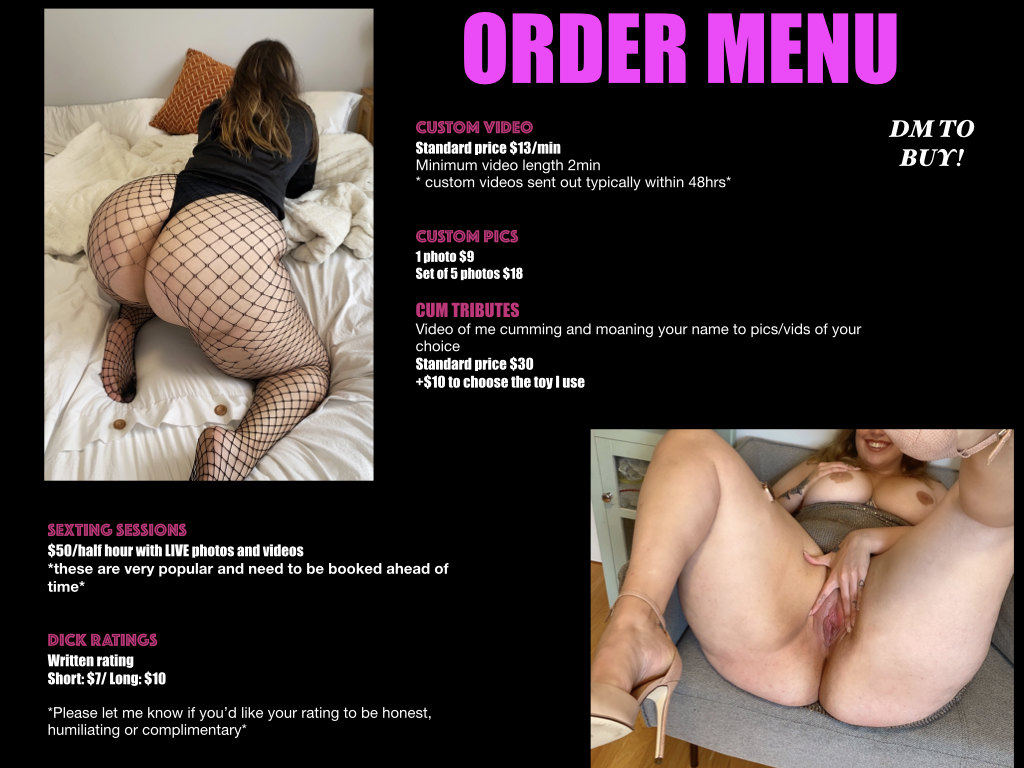 ORDER MENU
DM TO
BUY!
CUSTOM VIDEO
Standard price $13/min
Minimum video length 2min
* custom videos sent out typically within 48hrs*
CUSTOM PICS
1 photo $9
Set of 5 photos $18
CUM TRIBUTES
Video of me cumming and moaning your name to pics/vids of your
choice
Standard price $30
+$10 to choose the toy I use
SEXTING SESSIONS
$50/half hour with LIVE photos and videos
*these are very popular and need to be booked ahead of
time*
DICK RATINGS
Written rating
Short: $7/ Long: $10
*Please let me know if you’d like your rating to be honest,
humiliating or complimentary*